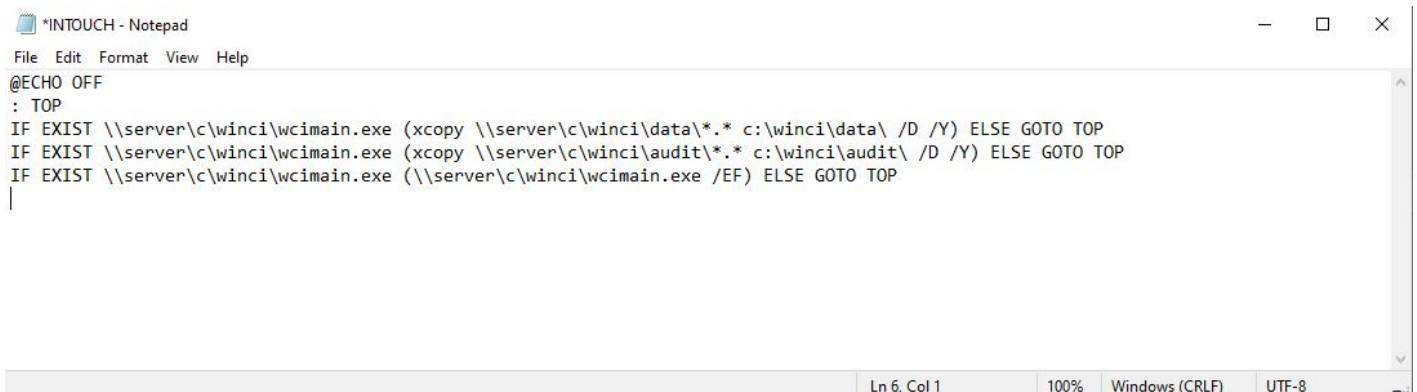 *INTOUCH - Notepad
File Edit Format View Help
@ECHO OFF
: TOP
IF EXIST \\server\c\winci\wcimain.exe (xcopy \\server\c\winci\data\*.* c:\winci\data\ /D /Y) ELSE GOTO TOP
IF EXIST \\server\c\winci\wcimain.exe (xcopy \\server\c\winci\audit\*.* c:\winci\audit\ /D /Y) ELSE GOTO TOP
IF EXIST \\server\c\winci\wcimain.exe (\\server\c\winci\wcimain.exe /EF) ELSE GOTO TOP
Ln 6, Col 1 100% Windows (CRLF) UTF-8